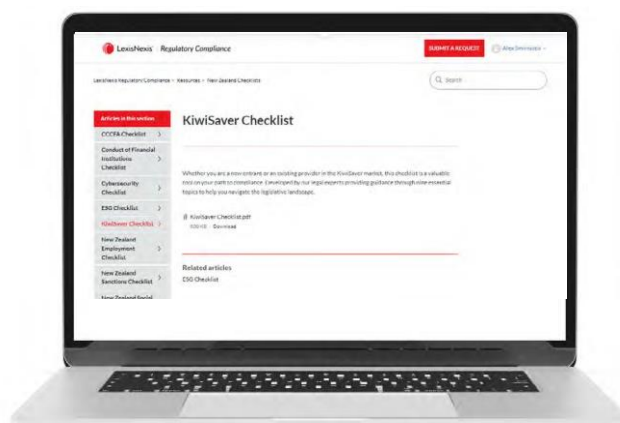 LexisNexis Regulatory Compliance
SUBMIT A REQUEST
LexisNexis Regulatory Compliance > Resources > New Zealand Checklists
Search
Articles in this section
CCCFA Checklist
Conduct of Financial
Institutions
Checklist
Cybersecurity
Checklist
ESG Checklist
KiwiSaver Checklist
New Zealand
Employment
Checklist
New Zealand
Sanctions Checklist
New Zealand Social
KiwiSaver Checklist
Whether you are a new entrant or an existing provider in the KiwiSaver market, this checklist is a valuable
tool on your path to compliance. Developed by our legal experts providing guidance through nine essential
topics to help you navigate the legislative landscape.
KiwiSaver Checklist.pdf
Download
Related articles
ESG Checklist